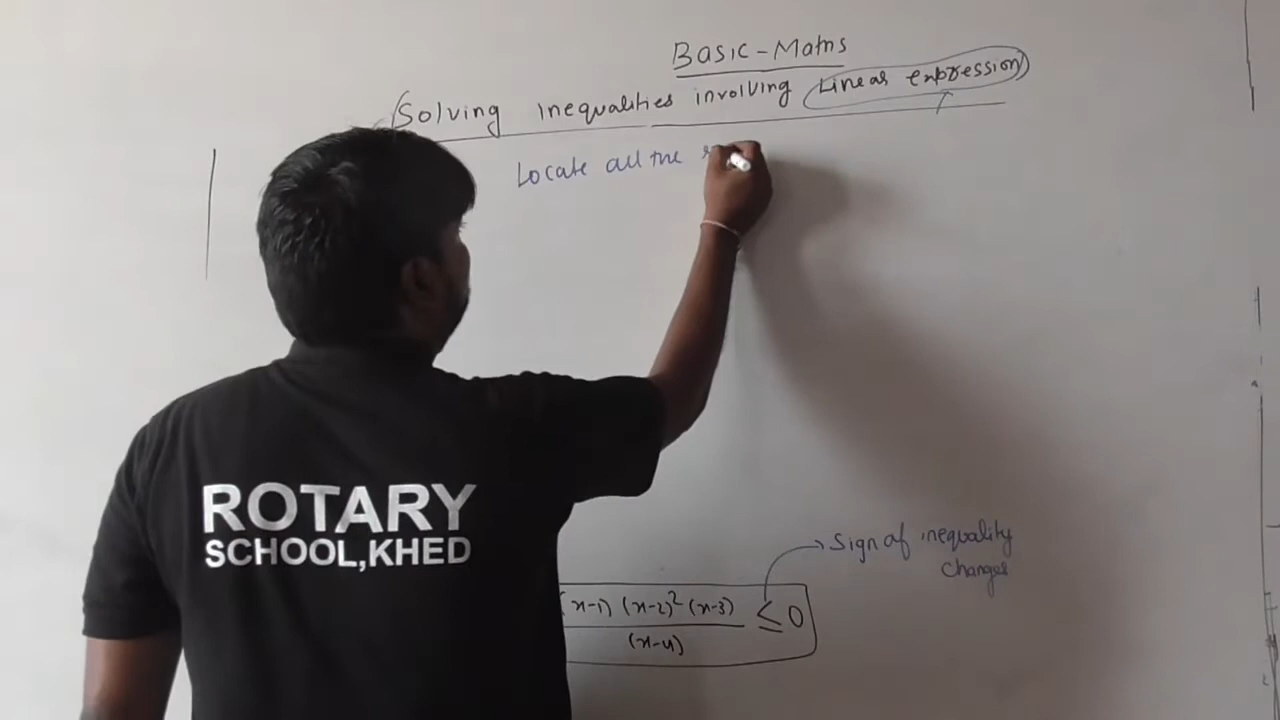 Basic-Maths
Solving inequalities involving Linear expression
Locate all the
ROTARY
SCHOOL,KHED
Sign of inequality
changes
(x-1) (x-2)² (x-3)
≤ 0
(x-4)